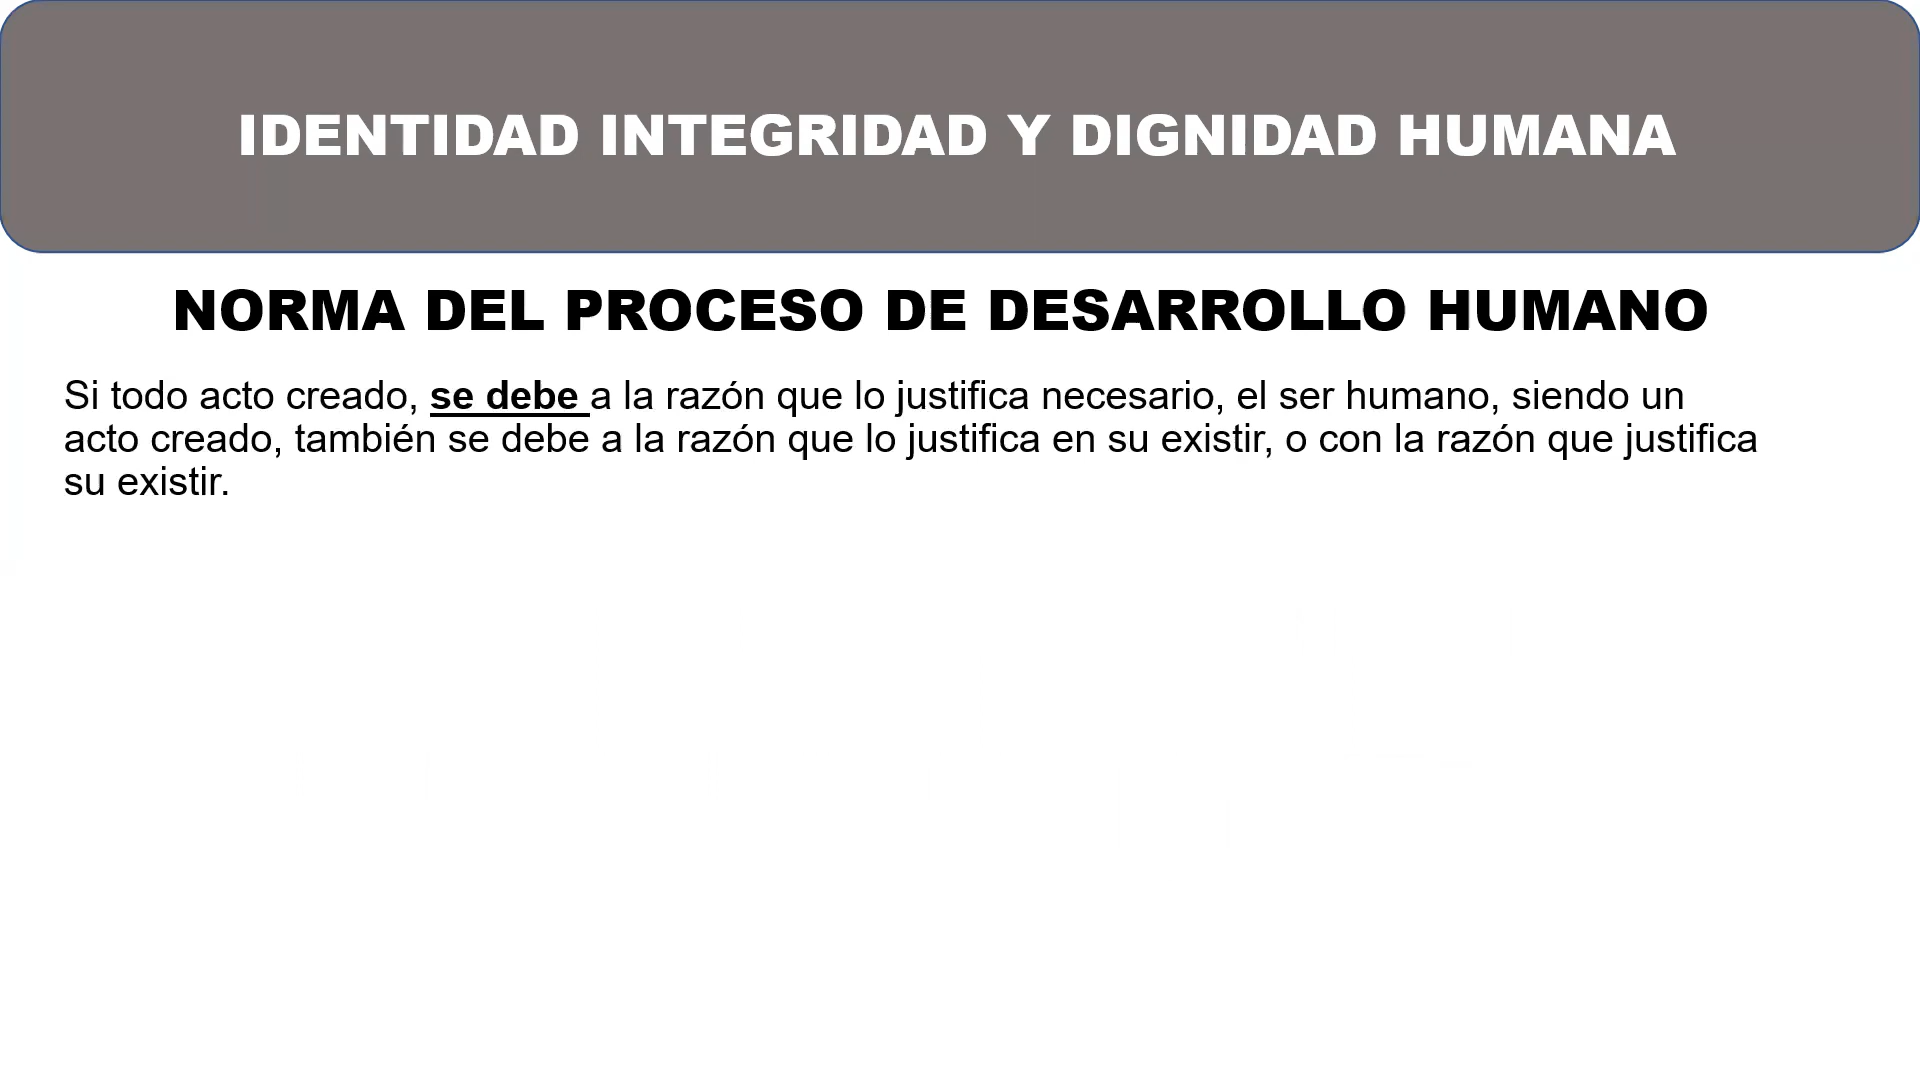 IDENTIDAD INTEGRIDAD Y DIGNIDAD HUMANA
NORMA DEL PROCESO DE DESARROLLO HUMANO
Si todo acto creado, se debe a la razón que lo justifica necesario, el ser humano, siendo un
acto creado, también se debe a la razón que lo justifica en su existir, o con la razón que justifica
su existir.